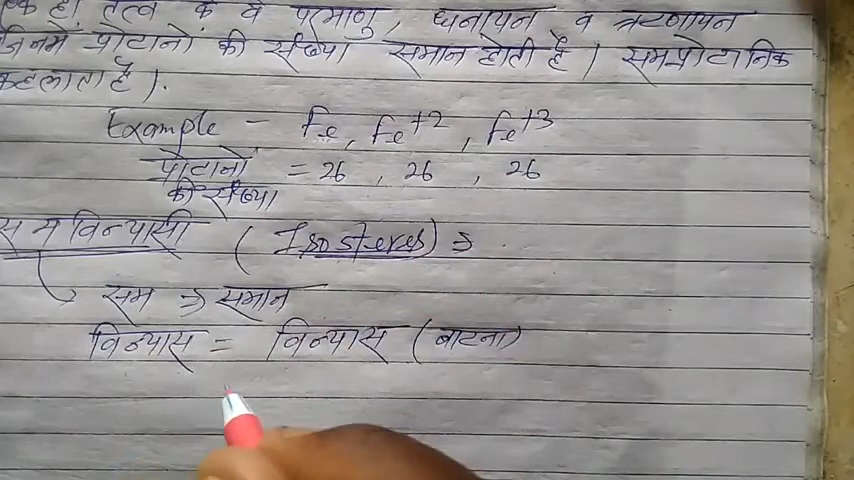 एक ही तत्व के वे परमाणु, धनायन व ऋणायन
जिनमें प्रोटानों की संख्या समान होती है। समप्रोटानिक
कहलाता है।
Example - Fe, Fe+2, Fe+3
प्रोटानों = 26, 26, 26
की संख्या
सम विन्यासी (Isosteres) ⇒
सम ⇒ समान
विन्यास = विन्यास (बाटना)